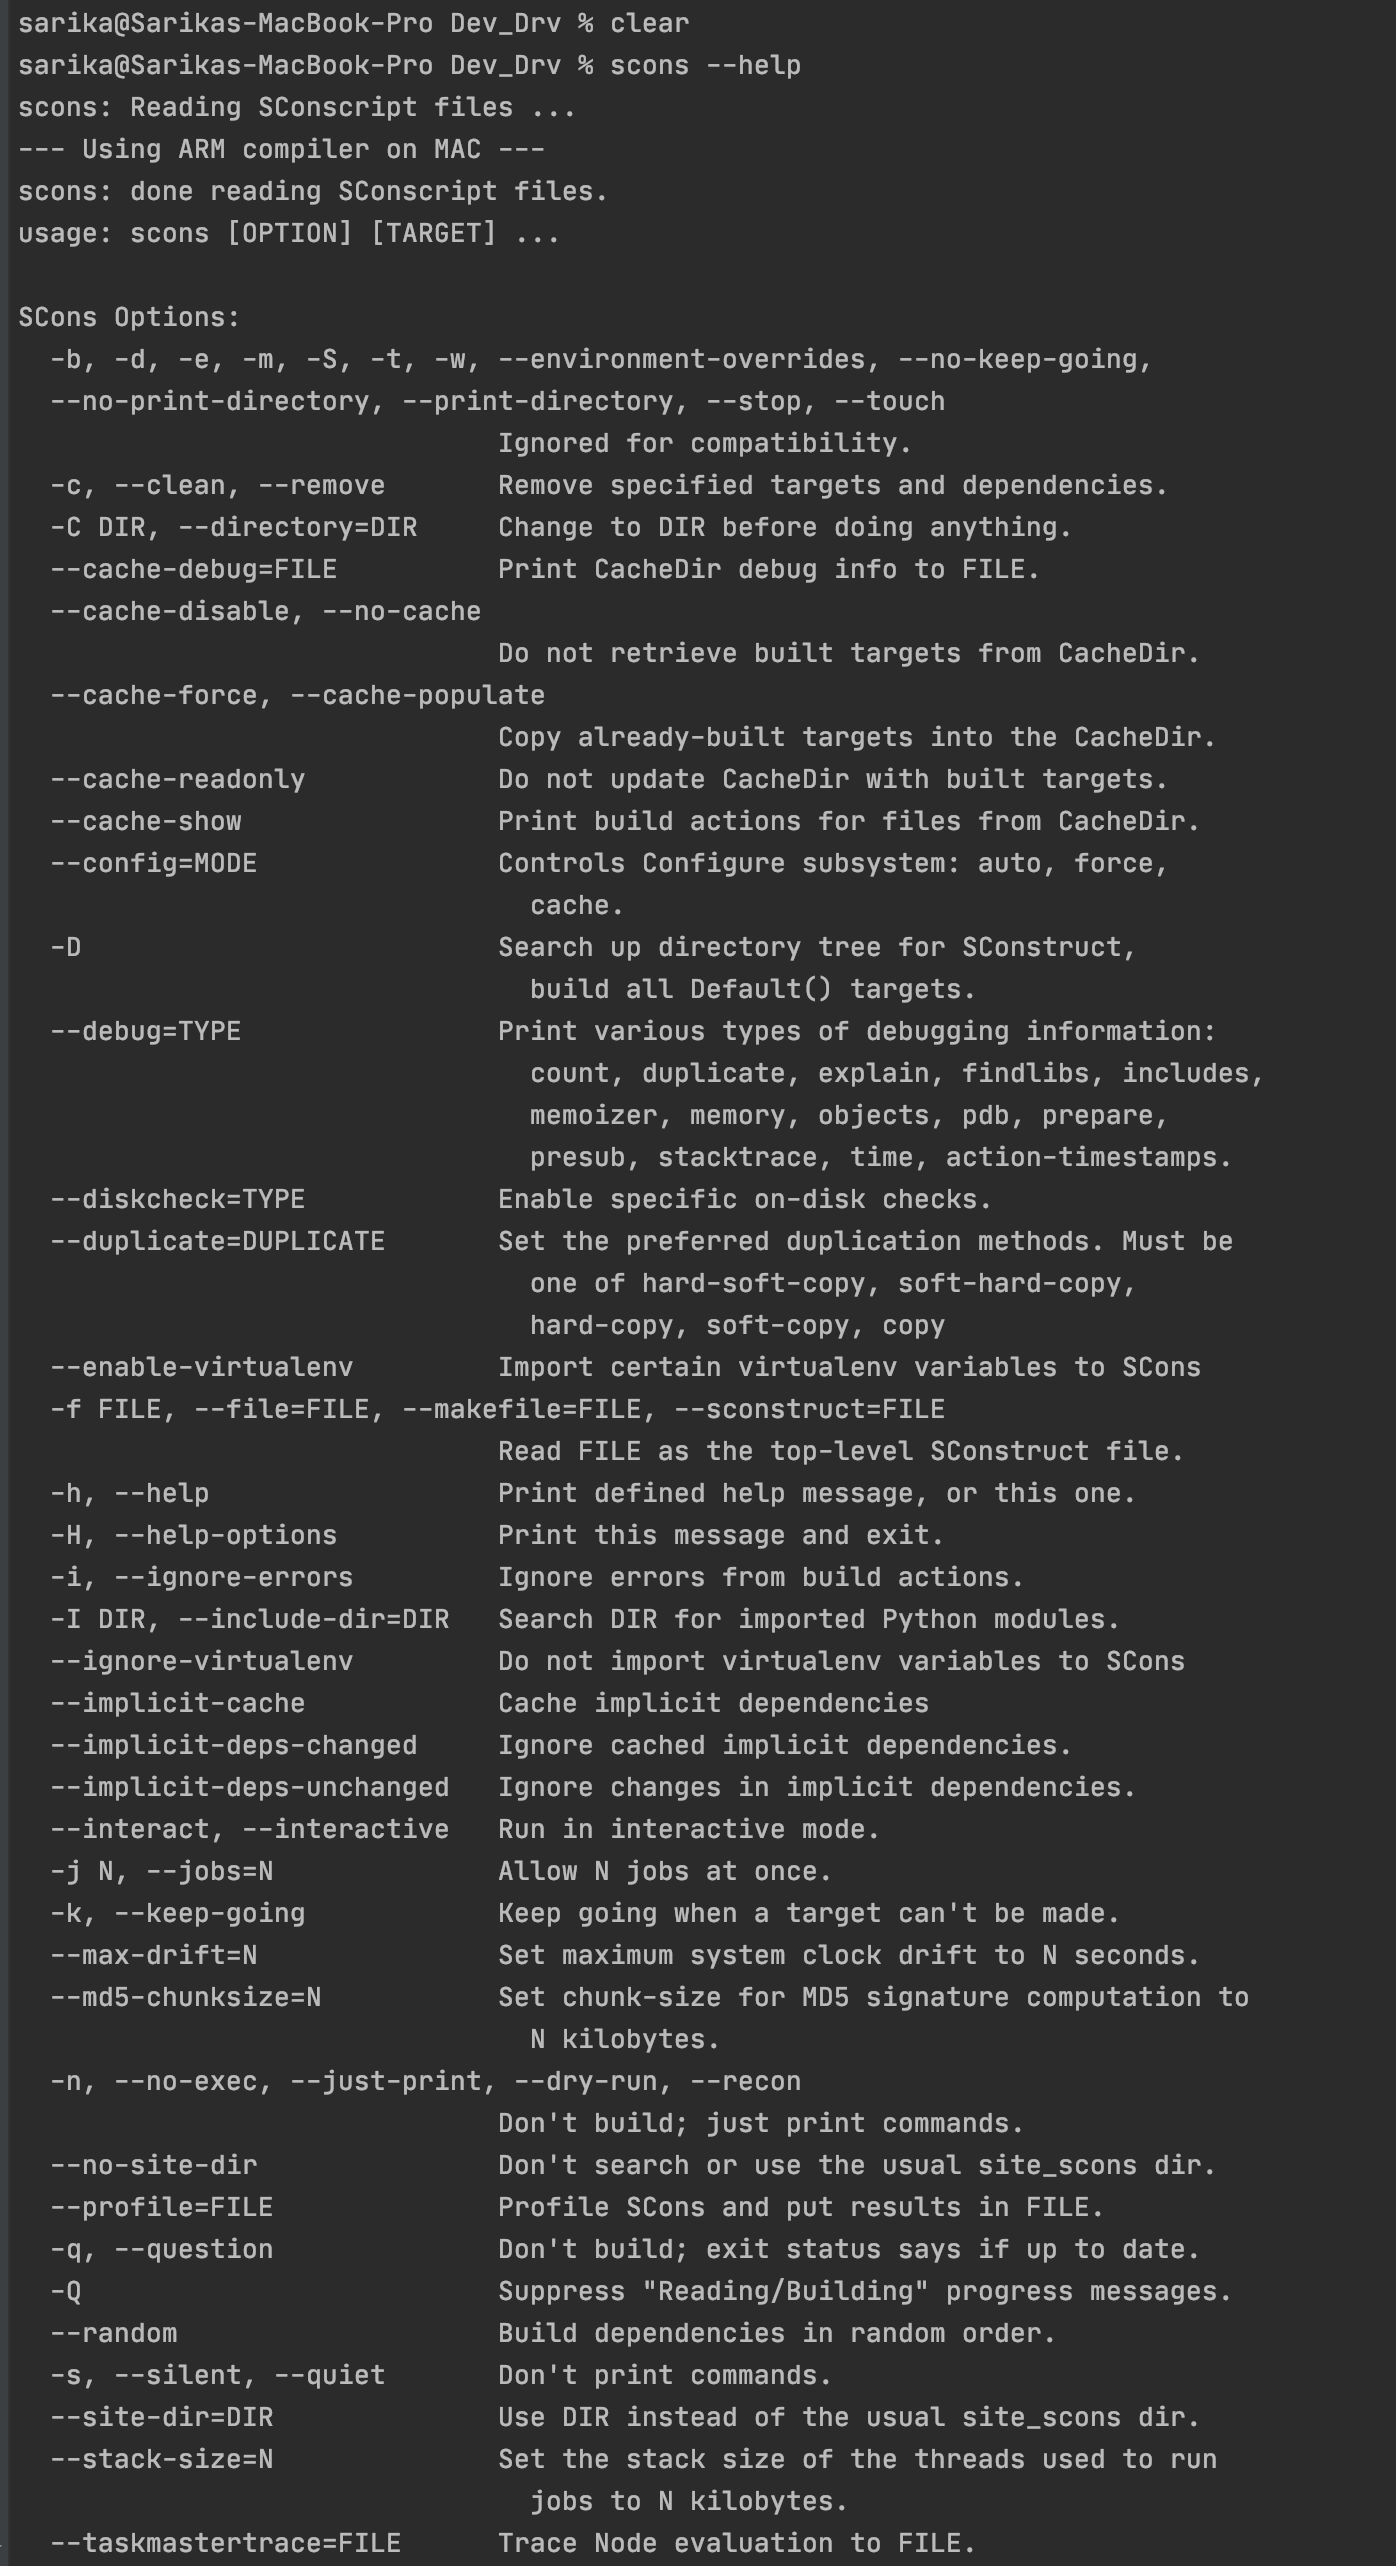 sarika@Sarikas-MacBook-Pro Dev_Drv % clear
sarika@Sarikas-MacBook-Pro Dev_Drv % scons --help
scons: Reading SConscript files ...
--- Using ARM compiler on MAC ---
scons: done reading SConscript files.
usage: scons [OPTION] [TARGET] ...

SCons Options:
  -b, -d, -e, -m, -S, -t, -w, --environment-overrides, --no-keep-going,
  --no-print-directory, --print-directory, --stop, --touch
                              Ignored for compatibility.
  -c, --clean, --remove       Remove specified targets and dependencies.
  -C DIR, --directory=DIR     Change to DIR before doing anything.
  --cache-debug=FILE          Print CacheDir debug info to FILE.
  --cache-disable, --no-cache
                              Do not retrieve built targets from CacheDir.
  --cache-force, --cache-populate
                              Copy already-built targets into the CacheDir.
  --cache-readonly            Do not update CacheDir with built targets.
  --cache-show                Print build actions for files from CacheDir.
  --config=MODE               Controls Configure subsystem: auto, force,
                                cache.
  -D                          Search up directory tree for SConstruct,
                                build all Default() targets.
  --debug=TYPE                Print various types of debugging information:
                                count, duplicate, explain, findlibs, includes,
                                memoizer, memory, objects, pdb, prepare,
                                presub, stacktrace, time, action-timestamps.
  --diskcheck=TYPE            Enable specific on-disk checks.
  --duplicate=DUPLICATE       Set the preferred duplication methods. Must be
                                one of hard-soft-copy, soft-hard-copy,
                                hard-copy, soft-copy, copy
  --enable-virtualenv         Import certain virtualenv variables to SCons
  -f FILE, --file=FILE, --makefile=FILE, --sconstruct=FILE
                              Read FILE as the top-level SConstruct file.
  -h, --help                  Print defined help message, or this one.
  -H, --help-options          Print this message and exit.
  -i, --ignore-errors         Ignore errors from build actions.
  -I DIR, --include-dir=DIR   Search DIR for imported Python modules.
  --ignore-virtualenv         Do not import virtualenv variables to SCons
  --implicit-cache            Cache implicit dependencies
  --implicit-deps-changed     Ignore cached implicit dependencies.
  --implicit-deps-unchanged   Ignore changes in implicit dependencies.
  --interact, --interactive   Run in interactive mode.
  -j N, --jobs=N              Allow N jobs at once.
  -k, --keep-going            Keep going when a target can't be made.
  --max-drift=N               Set maximum system clock drift to N seconds.
  --md5-chunksize=N           Set chunk-size for MD5 signature computation to
                                N kilobytes.
  -n, --no-exec, --just-print, --dry-run, --recon
                              Don't build; just print commands.
  --no-site-dir               Don't search or use the usual site_scons dir.
  --profile=FILE              Profile SCons and put results in FILE.
  -q, --question              Don't build; exit status says if up to date.
  -Q                          Suppress "Reading/Building" progress messages.
  --random                    Build dependencies in random order.
  -s, --silent, --quiet       Don't print commands.
  --site-dir=DIR              Use DIR instead of the usual site_scons dir.
  --stack-size=N              Set the stack size of the threads used to run
                                jobs to N kilobytes.
  --taskmastertrace=FILE      Trace Node evaluation to FILE.